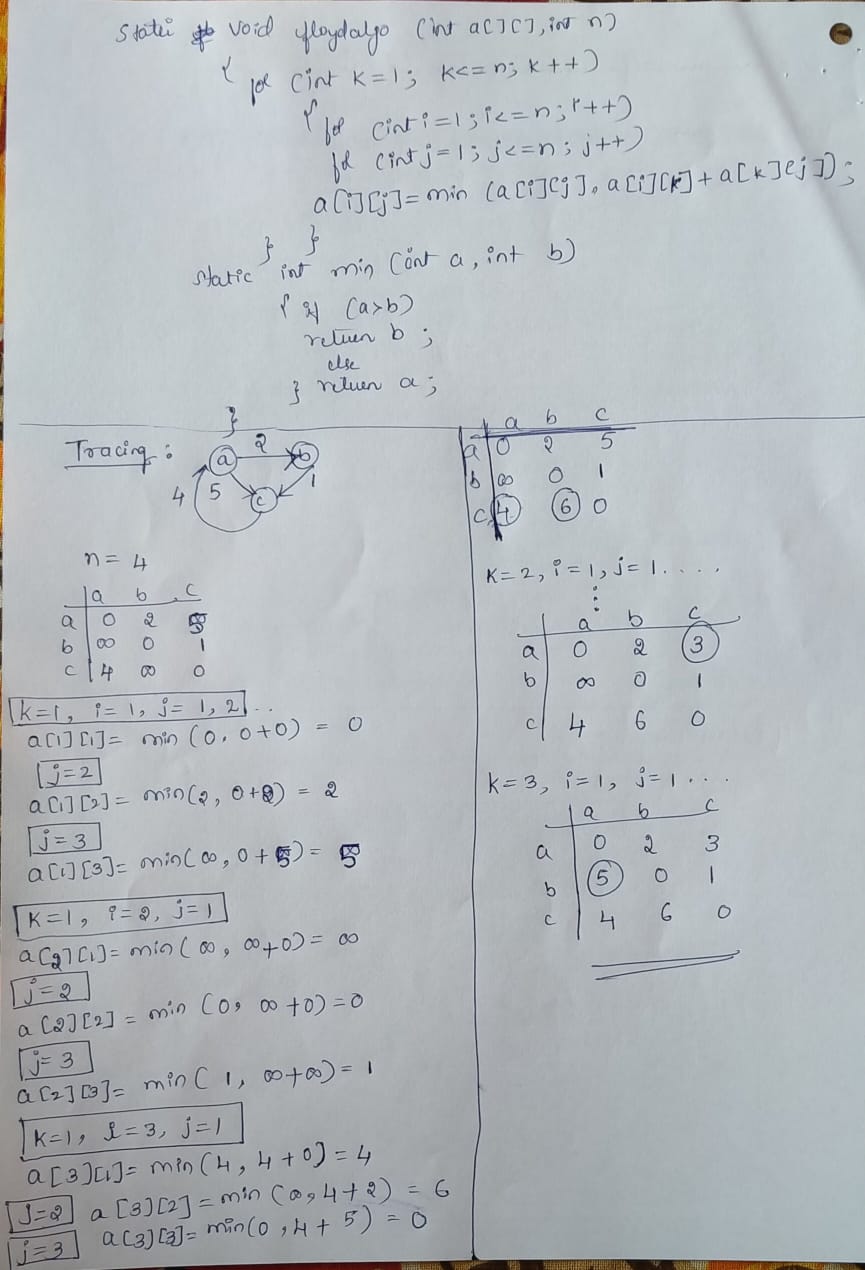 static void floydalgo (int a[][], int n)
{ for (int k=1; k<=n; k++)
{ for (int i=1; i<=n; i++)
for (int j=1; j<=n; j++)
a[i][j]= min (a[i][j], a[i][k]+a[k][j]);
} }
static int min (int a, int b)
{ if (a>b)
return b;
else
} return a;
}
Tracing:
a 2 b
4 5 c 1
n= 4
a b c
a 0 2 5
b ∞ 0 1
c 4 ∞ 0
k=1, i=1, j= 1, 2...
a[1][1]= min (0, 0+0) = 0
j=2
a[1][2]= min(2, 0+2) = 2
j=3
a[1][3]= min(∞, 0+5)= 5
K=1, i=2, j=1
a[2][1]= min(∞, ∞+0)= ∞
j=2
a[2][2]= min (0, ∞+0)=0
j=3
a[2][3]= min( 1, ∞+∞)= 1
K=1, i=3, j=1
a[3][1]= min(4, 4+0)=4
j=2 a[3][2]=min(∞, 4+2) = 6
j=3 a[3][3]= min(0, 4+5) = 0
a b c
a 0 2 5
b ∞ 0 1
c 4 6 0
K=2, i=1, j=1.....
a b c
a 0 2 3
b ∞ 0 1
c 4 6 0
K=3, i=1, j=1...
a b c
a 0 2 3
b 5 0 1
c 4 6 0